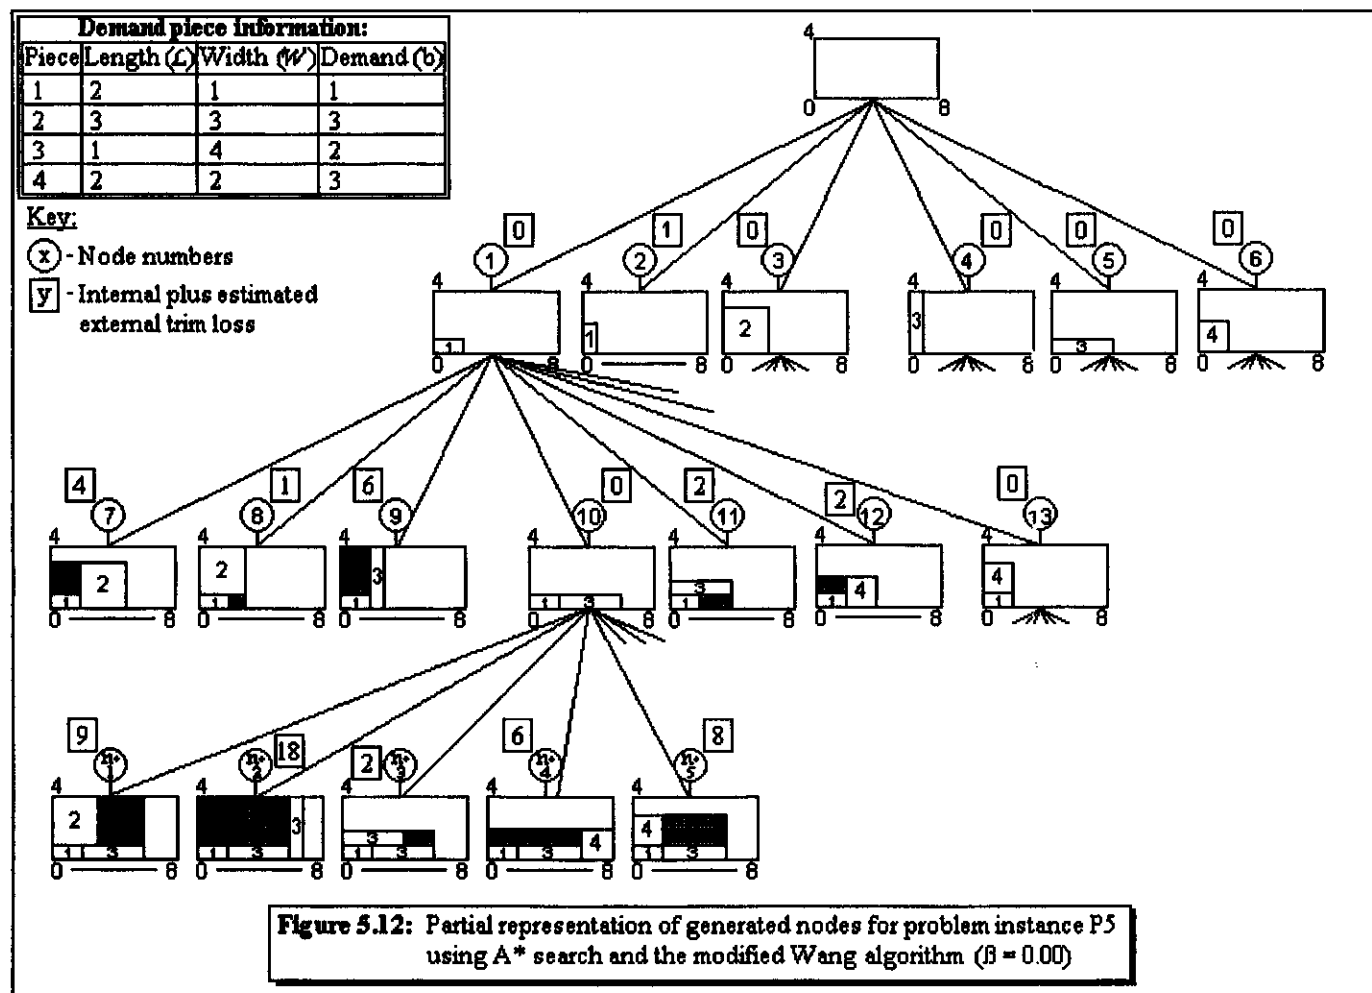 Demand piece information:
Piece Length (L) Width (W) Demand (b)
1 2 1 1
2 3 3 3
3 1 4 2
4 2 2 3
Key:
x - Node numbers
y - Internal plus estimated
external trim loss
4
0 8
0 1 0 0 0 0
1 2 3 4 5 6
4 4 4 4 4 4
1 1 2 3 3 4
0 8 0 8 0 8 0 8 0 8 0 8
4 1 6 0 2 2 0
7 8 9 10 11 12 13
4 4 4 4 4 4 4
1 2 2 1 3 1 1 3 3 1 4 1 4 1
0 8 0 8 0 8 0 8 0 8 0 8 0 8
9 18 2 6 8
n+1 n+2 n+3 n+4 n+5
4 4 4 4 4
2 1 3 3 1 3 3 1 3 4 1 3 4 1 3
0 8 0 8 0 8 0 8 0 8
Figure 5.12: Partial representation of generated nodes for problem instance P5
using A* search and the modified Wang algorithm (β = 0.00)